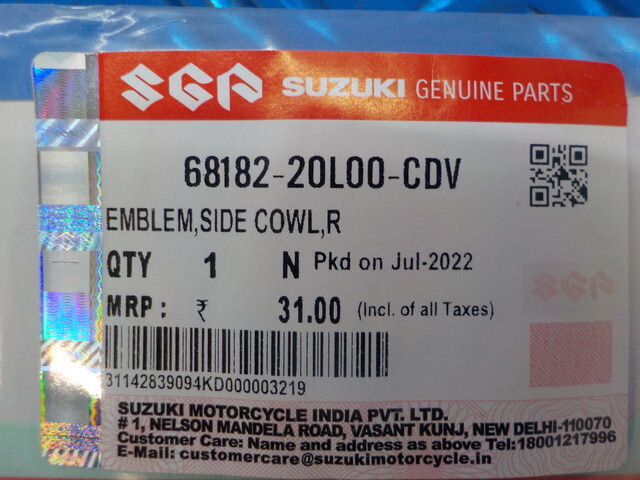 SGP SUZUKI GENUINE PARTS
68182-20L00-CDV
EMBLEM,SIDE COWL,R
QTY 1 N Pkd on Jul-2022
MRP: ₹ 31.00 (Incl. of all Taxes)
31142839094KD000003219
SGP
SUZUKI MOTORCYCLE INDIA PVT. LTD.
# 1, NELSON MANDELA ROAD, VASANT KUNJ, NEW DELHI-110070
Customer Care: Name and address as above Tel:18001217996
E-Mail: customercare@suzukimotorcycle.in